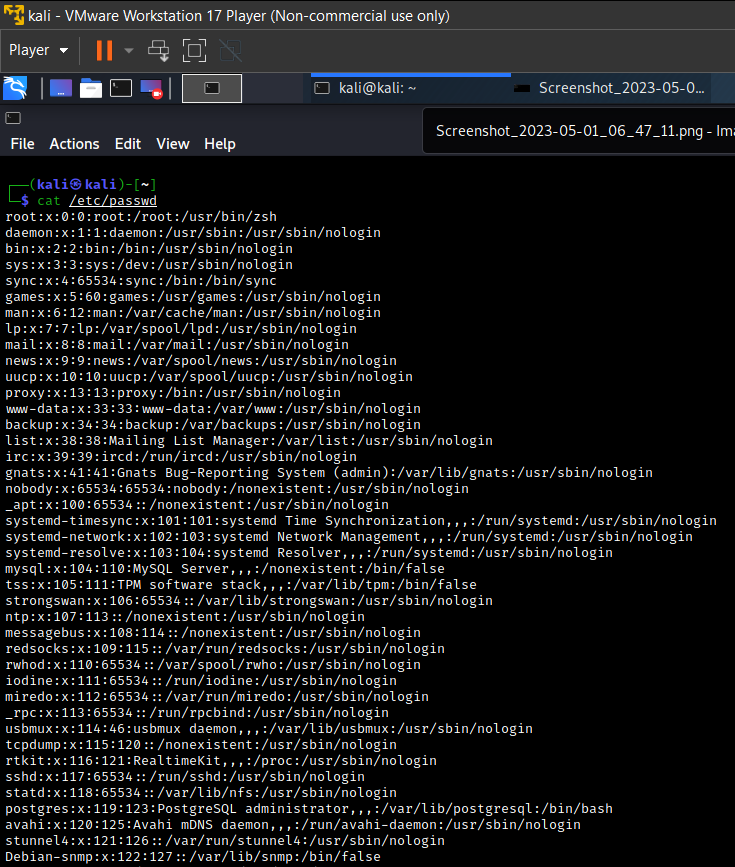 kali - VMware Workstation 17 Player (Non-commercial use only)
Player
kali@kali: ~
Screenshot_2023-05-0...
Screenshot_2023-05-01_06_47_11.png - Ima
File Actions Edit View Help
(kali㉿kali)-[~]
$ cat /etc/passwd
root:x:0:0:root:/root:/usr/bin/zsh
daemon:x:1:1:daemon:/usr/sbin:/usr/sbin/nologin
bin:x:2:2:bin:/bin:/usr/sbin/nologin
sys:x:3:3:sys:/dev:/usr/sbin/nologin
sync:x:4:65534:sync:/bin:/bin/sync
games:x:5:60:games:/usr/games:/usr/sbin/nologin
man:x:6:12:man:/var/cache/man:/usr/sbin/nologin
lp:x:7:7:lp:/var/spool/lpd:/usr/sbin/nologin
mail:x:8:8:mail:/var/mail:/usr/sbin/nologin
news:x:9:9:news:/var/spool/news:/usr/sbin/nologin
uucp:x:10:10:uucp:/var/spool/uucp:/usr/sbin/nologin
proxy:x:13:13:proxy:/bin:/usr/sbin/nologin
www-data:x:33:33:www-data:/var/www:/usr/sbin/nologin
backup:x:34:34:backup:/var/backups:/usr/sbin/nologin
list:x:38:38:Mailing List Manager:/var/list:/usr/sbin/nologin
irc:x:39:39:ircd:/run/ircd:/usr/sbin/nologin
gnats:x:41:41:Gnats Bug-Reporting System (admin):/var/lib/gnats:/usr/sbin/nologin
nobody:x:65534:65534:nobody:/nonexistent:/usr/sbin/nologin
_apt:x:100:65534::/nonexistent:/usr/sbin/nologin
systemd-timesync:x:101:101:systemd Time Synchronization,,,:/run/systemd:/usr/sbin/nologin
systemd-network:x:102:103:systemd Network Management,,,:/run/systemd:/usr/sbin/nologin
systemd-resolve:x:103:104:systemd Resolver,,,:/run/systemd:/usr/sbin/nologin
mysql:x:104:110:MySQL Server,,,:/nonexistent:/bin/false
tss:x:105:111:TPM software stack,,,:/var/lib/tpm:/bin/false
strongswan:x:106:65534::/var/lib/strongswan:/usr/sbin/nologin
ntp:x:107:113::/nonexistent:/usr/sbin/nologin
messagebus:x:108:114::/nonexistent:/usr/sbin/nologin
redsocks:x:109:115::/var/run/redsocks:/usr/sbin/nologin
rwhod:x:110:65534::/var/spool/rwho:/usr/sbin/nologin
iodine:x:111:65534::/run/iodine:/usr/sbin/nologin
miredo:x:112:65534::/var/run/miredo:/usr/sbin/nologin
_rpc:x:113:65534::/run/rpcbind:/usr/sbin/nologin
usbmux:x:114:46:usbmux daemon,,,:/var/lib/usbmux:/usr/sbin/nologin
tcpdump:x:115:120::/nonexistent:/usr/sbin/nologin
rtkit:x:116:121:RealtimeKit,,,:/proc:/usr/sbin/nologin
sshd:x:117:65534::/run/sshd:/usr/sbin/nologin
statd:x:118:65534::/var/lib/nfs:/usr/sbin/nologin
postgres:x:119:123:PostgreSQL administrator,,,:/var/lib/postgresql:/bin/bash
avahi:x:120:125:Avahi mDNS daemon,,,:/run/avahi-daemon:/usr/sbin/nologin
stunnel4:x:121:126::/var/run/stunnel4:/usr/sbin/nologin
Debian-snmp:x:122:127::/var/lib/snmp:/bin/false